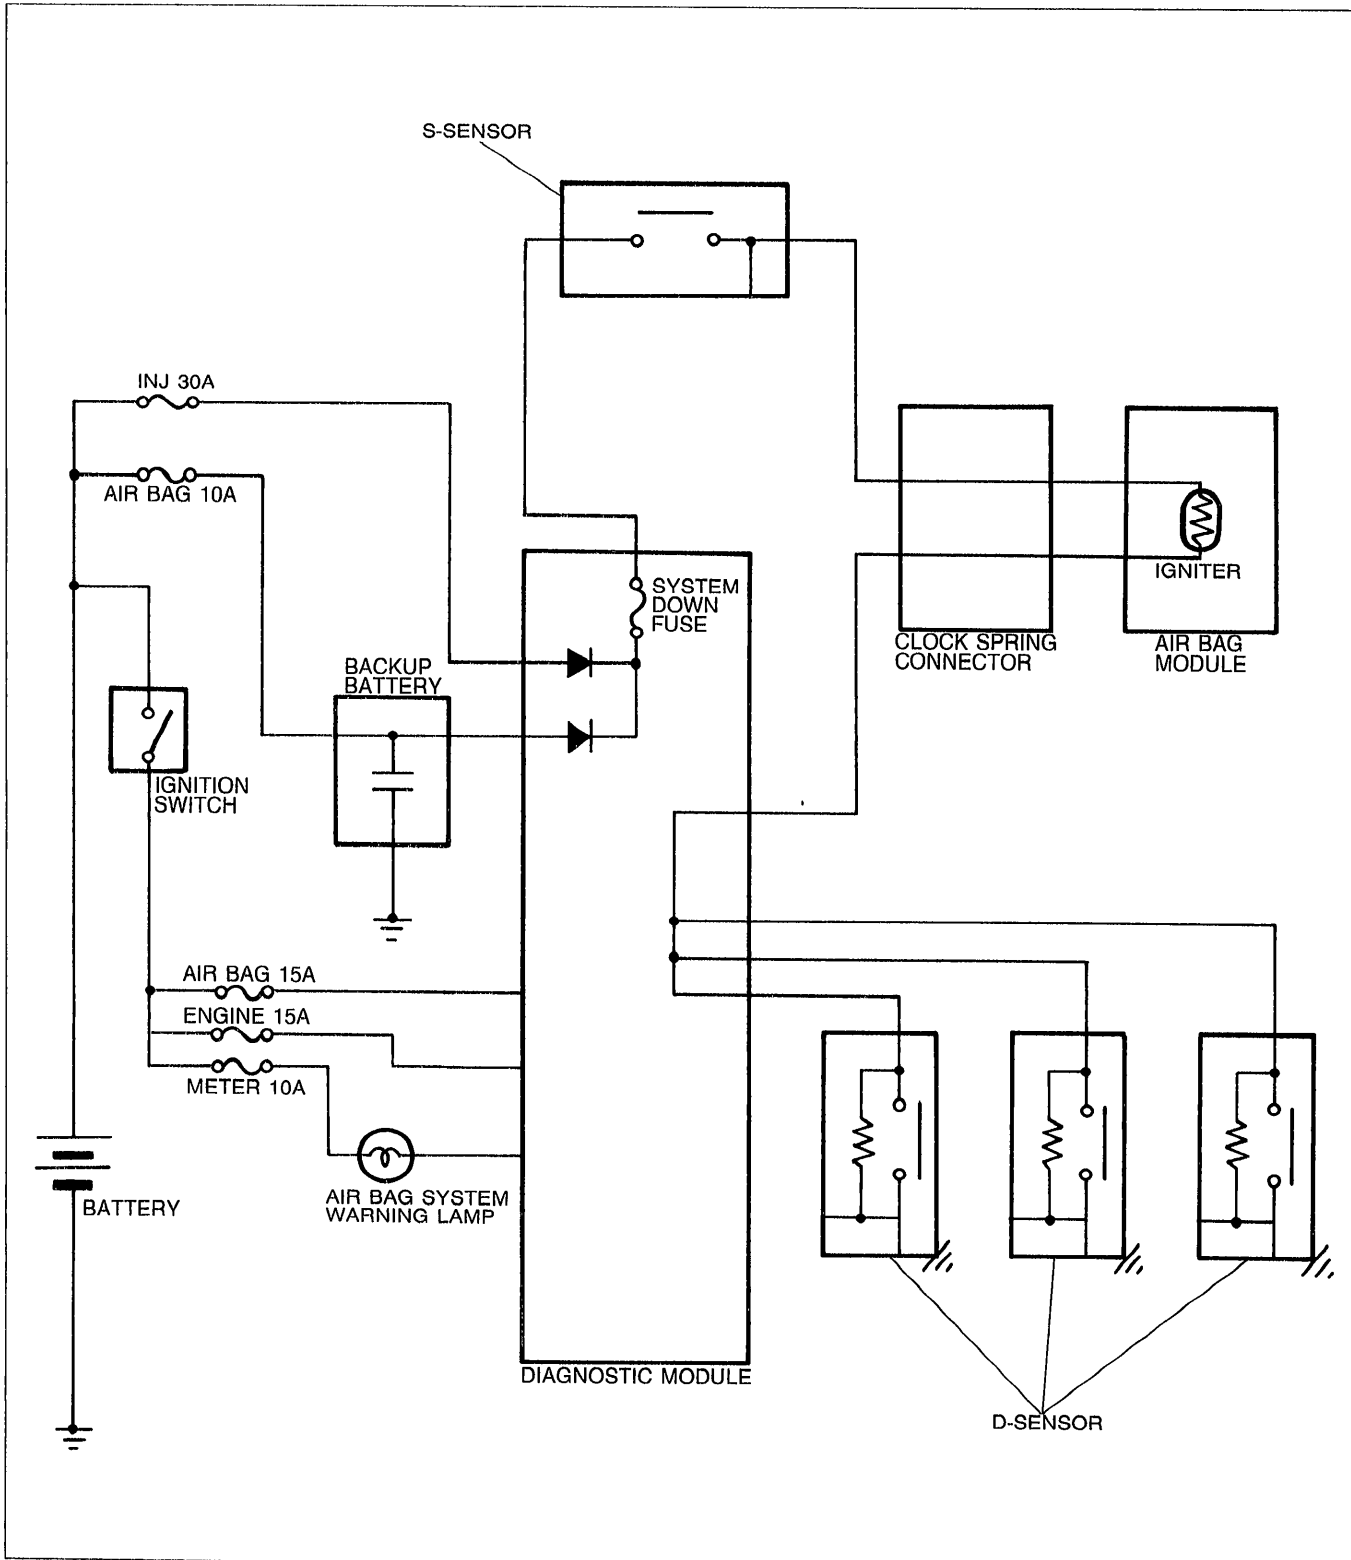 S-SENSOR
INJ 30A
AIR BAG 10A
SYSTEM
DOWN
FUSE
IGNITER
CLOCK SPRING
CONNECTOR
AIR BAG
MODULE
BACKUP
BATTERY
IGNITION
SWITCH
AIR BAG 15A
ENGINE 15A
METER 10A
AIR BAG SYSTEM
WARNING LAMP
BATTERY
DIAGNOSTIC MODULE
D-SENSOR